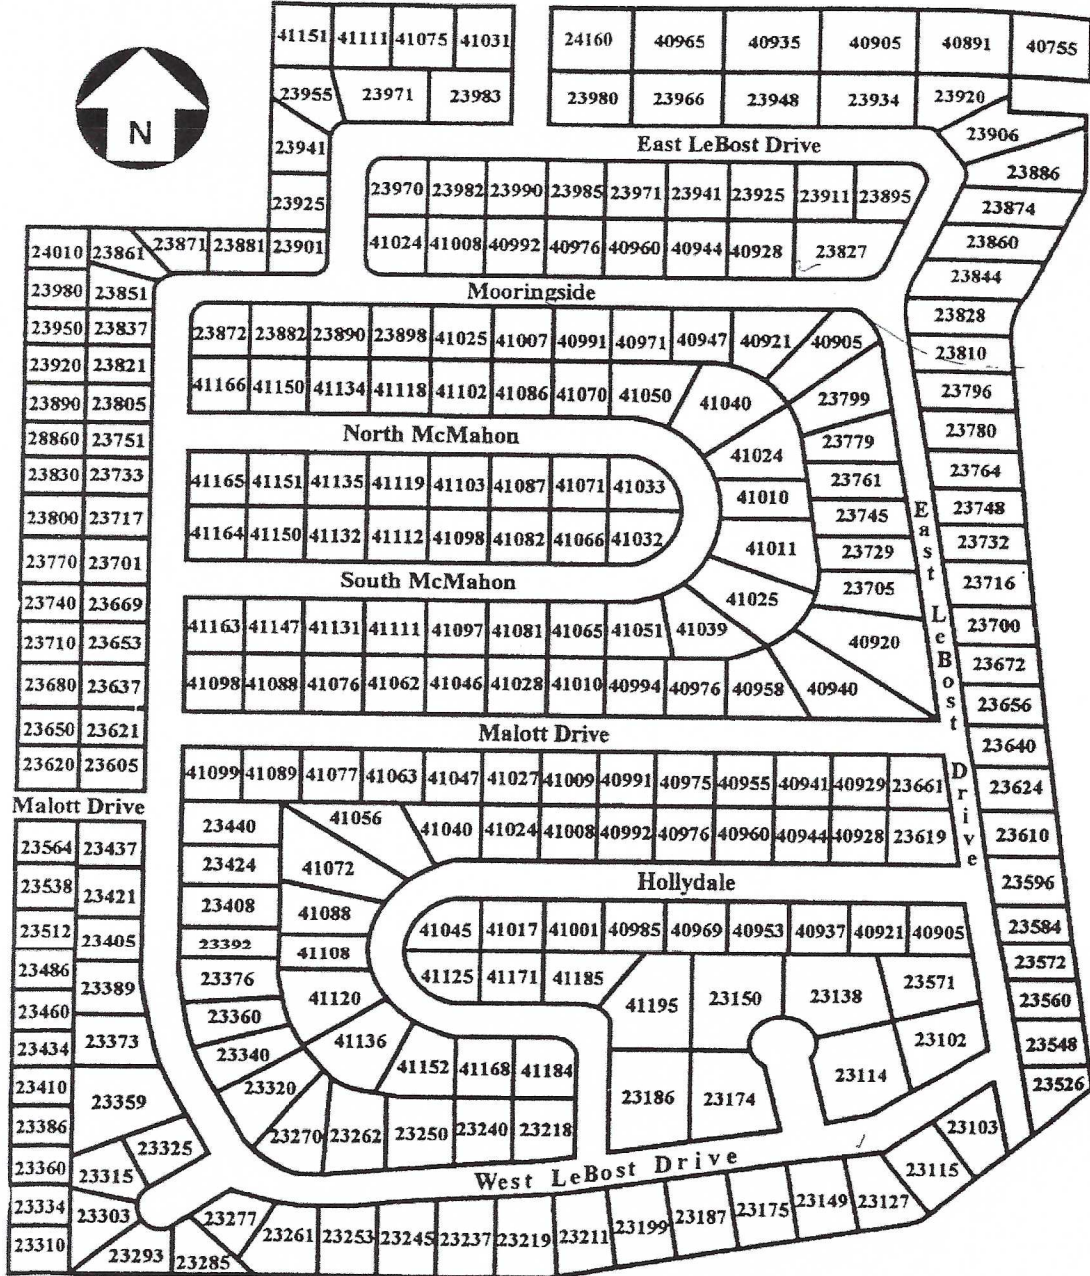 41151 41111 41075 41031 24160 40965 40935 40905 40891 40755
23955 23971 23983 23980 23966 23948 23934 23920
N
23906
23941 East LeBost Drive
23886
23970 23982 23990 23985 23971 23941 23925 23911 23895
23925 23874
24010 23861 23871 23881 23901 41024 41008 40992 40976 40960 40944 40928 23827 23860
23844
23980 23851 Mooringside
23828
23950 23837 23872 23882 23890 23898 41025 41007 40991 40971 40947 40921 40905
23810
23920 23821
23796
23890 23805 41166 41150 41134 41118 41102 41086 41070 41050 41040 23799
28860 23751 North McMahon 23779 23780
41024
23830 23733 23764
41165 41151 41135 41119 41103 41087 41071 41033 23761
41010 23748
23800 23717 23745
41164 41150 41132 41112 41098 41082 41066 41032 23732
41011 23729
23770 23701 South McMahon 23716
23705
41025
23740 23669
23700
23710 23653 41163 41147 41131 41111 41097 41081 41065 41051 41039 40920
23672
23680 23637 41098 41088 41076 41062 41046 41028 41010 40994 40976 40958 40940
23656
East LeBost Drive
23650 23621 Malott Drive
23640
23620 23605 41099 41089 41077 41063 41047 41027 41009 40991 40975 40955 40941 40929 23661
23624
Malott Drive
23440 41056 41040 41024 41008 40992 40976 40960 40944 40928 23619 23610
23564 23437
23424 41072
23538 23421 Hollydale 23596
23408 41088
23512 23405 41045 41017 41001 40985 40969 40953 40937 40921 40905 23584
23392 41108
23486 23376 41125 41171 41185 23572
23389 23571
41120 41195 23150 23138 23560
23460 23360
23434 23373 23340 41136 23102 23548
23410 23320 41152 41168 41184 23114 23526
23359 23186 23174
23386 23325 23270 23262 23250 23240 23218 23103
23360 23315 West LeBost Drive 23115
23334 23303 23277
23261 23253 23245 23237 23219 23211 23199 23187 23175 23149 23127
23310 23293 23285